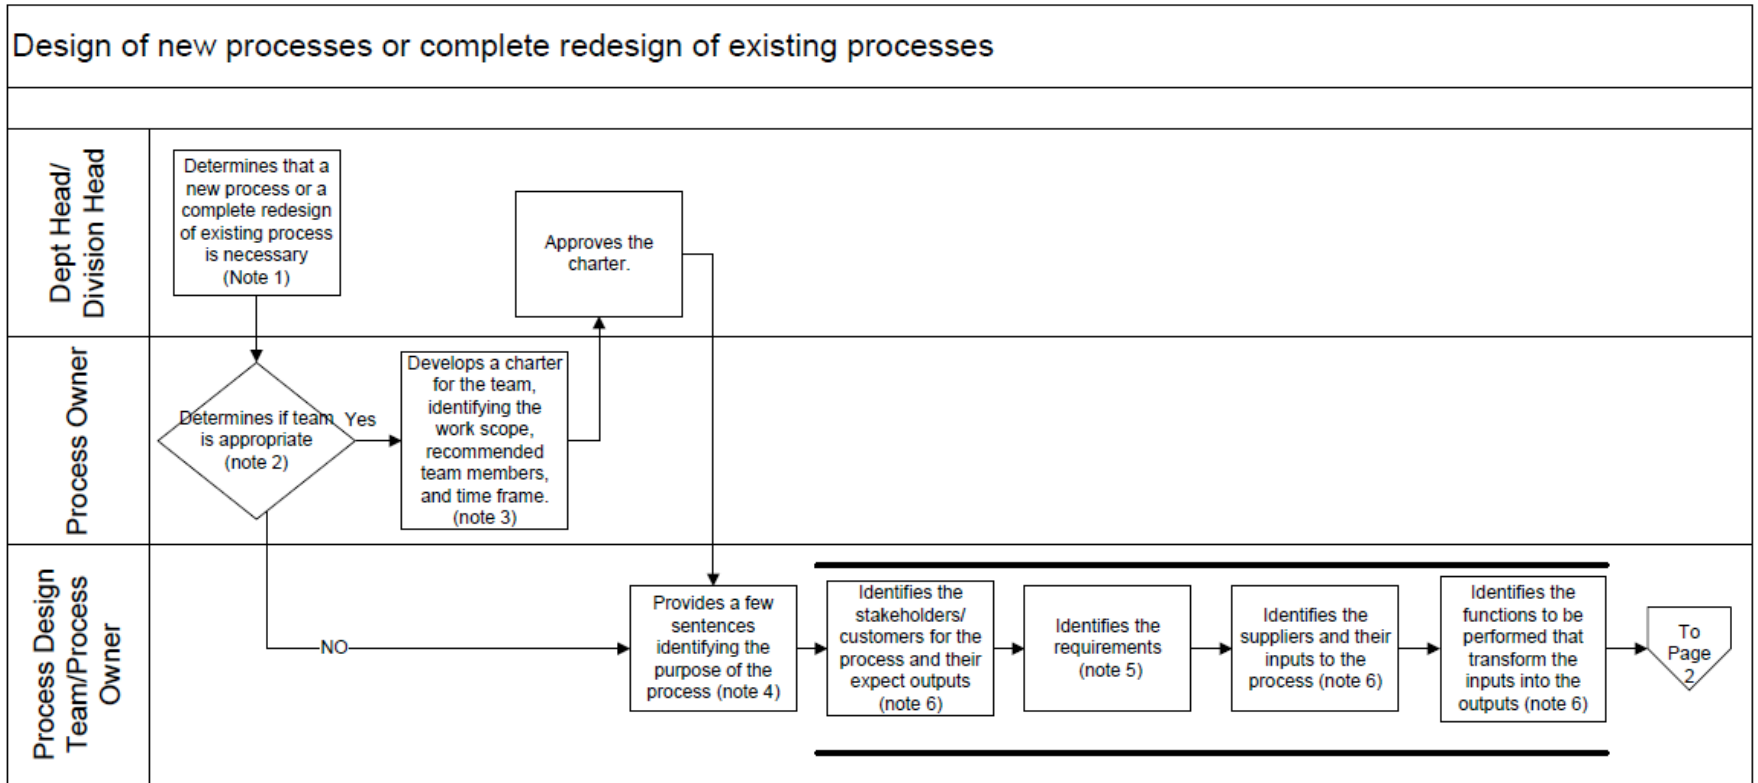 Design of new processes or complete redesign of existing processes
Dept Head/
Division Head
Determines that a
new process or a
complete redesign
of existing process
is necessary
(Note 1)
Approves the
charter.
Process Owner
Determines if team
is appropriate
(note 2)
Yes
Develops a charter
for the team,
identifying the
work scope,
recommended
team members,
and time frame.
(note 3)
Process Design
Team/Process
Owner
NO
Provides a few
sentences
identifying the
purpose of the
process (note 4)
Identifies the
stakeholders/
customers for the
process and their
expect outputs
(note 6)
Identifies the
requirements
(note 5)
Identifies the
suppliers and their
inputs to the
process (note 6)
Identifies the
functions to be
performed that
transform the
inputs into the
outputs (note 6)
To
Page
2